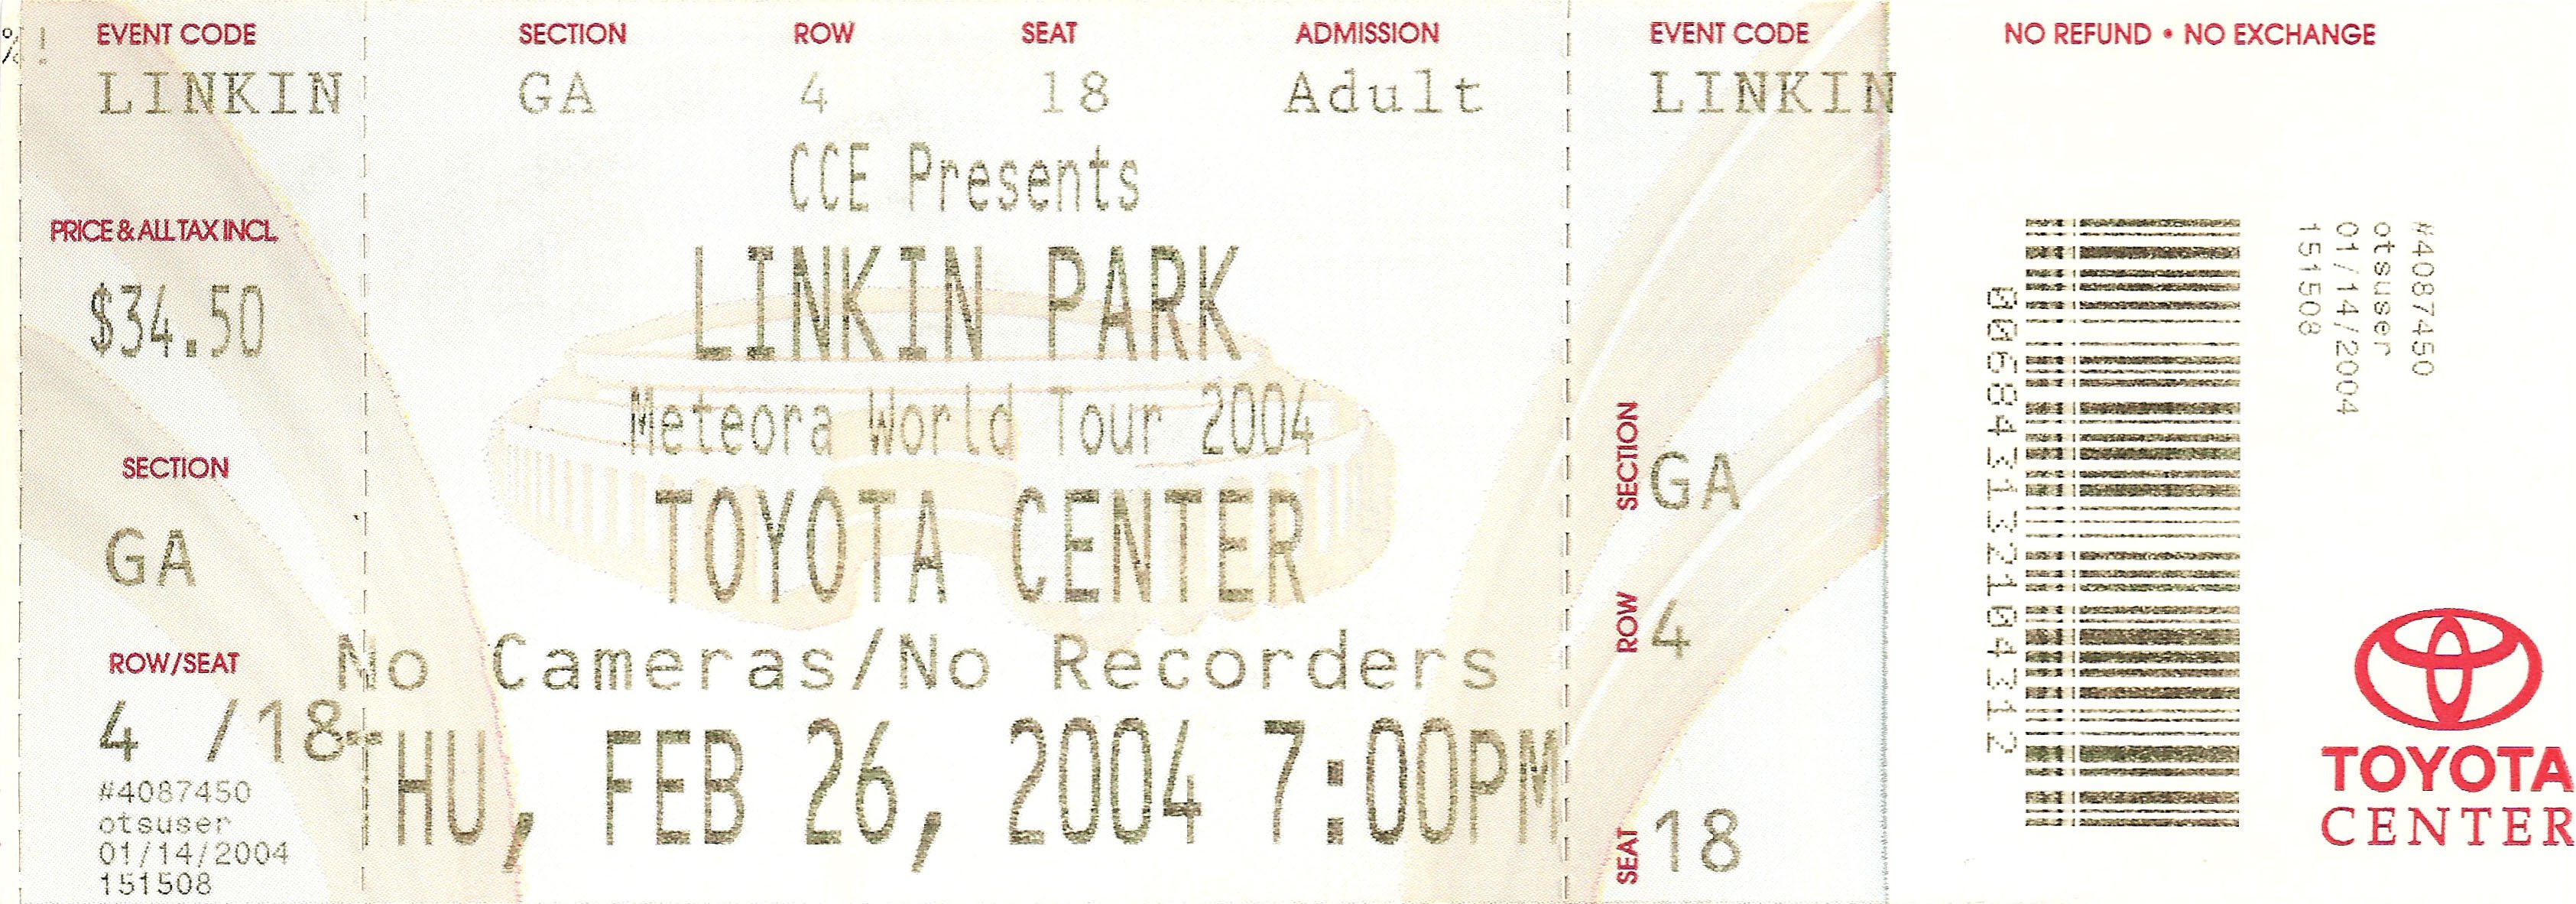 EVENT CODE
LINKIN
PRICE & ALL TAX INCL
$34.50
SECTION
GA
ROW/SEAT
4 /18
#4087450
otsuser
01/14/2004
151508
SECTION ROW SEAT ADMISSION
GA 4 18 Adult
CCE Presents
LINKIN PARK
Meteora World Tour 2004
TOYOTA CENTER
No Cameras/No Recorders
THU, FEB 26, 2004 7:00PM
EVENT CODE
LINKIN
SECTION GA
ROW 4
SEAT 18
NO REFUND • NO EXCHANGE
006843132104312
#4087450
otsuser
01/14/2004
151508
TOYOTA
CENTER